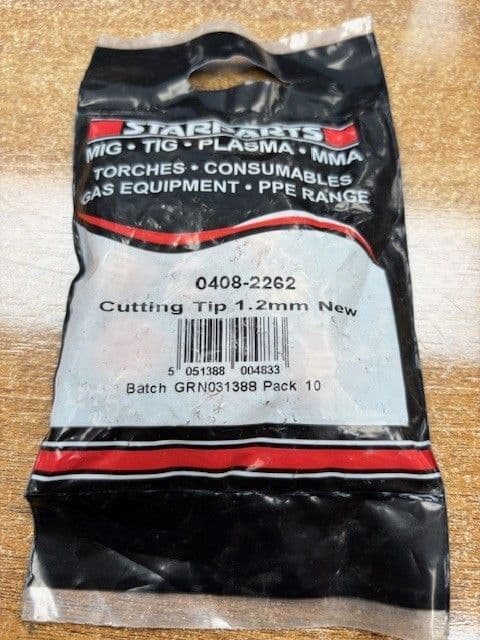 STARPARTS
MIG • TIG • PLASMA • MMA
TORCHES • CONSUMABLES
GAS EQUIPMENT • PPE RANGE
0408-2262
Cutting Tip 1.2mm New
5 051388 004833
Batch GRN031388 Pack 10